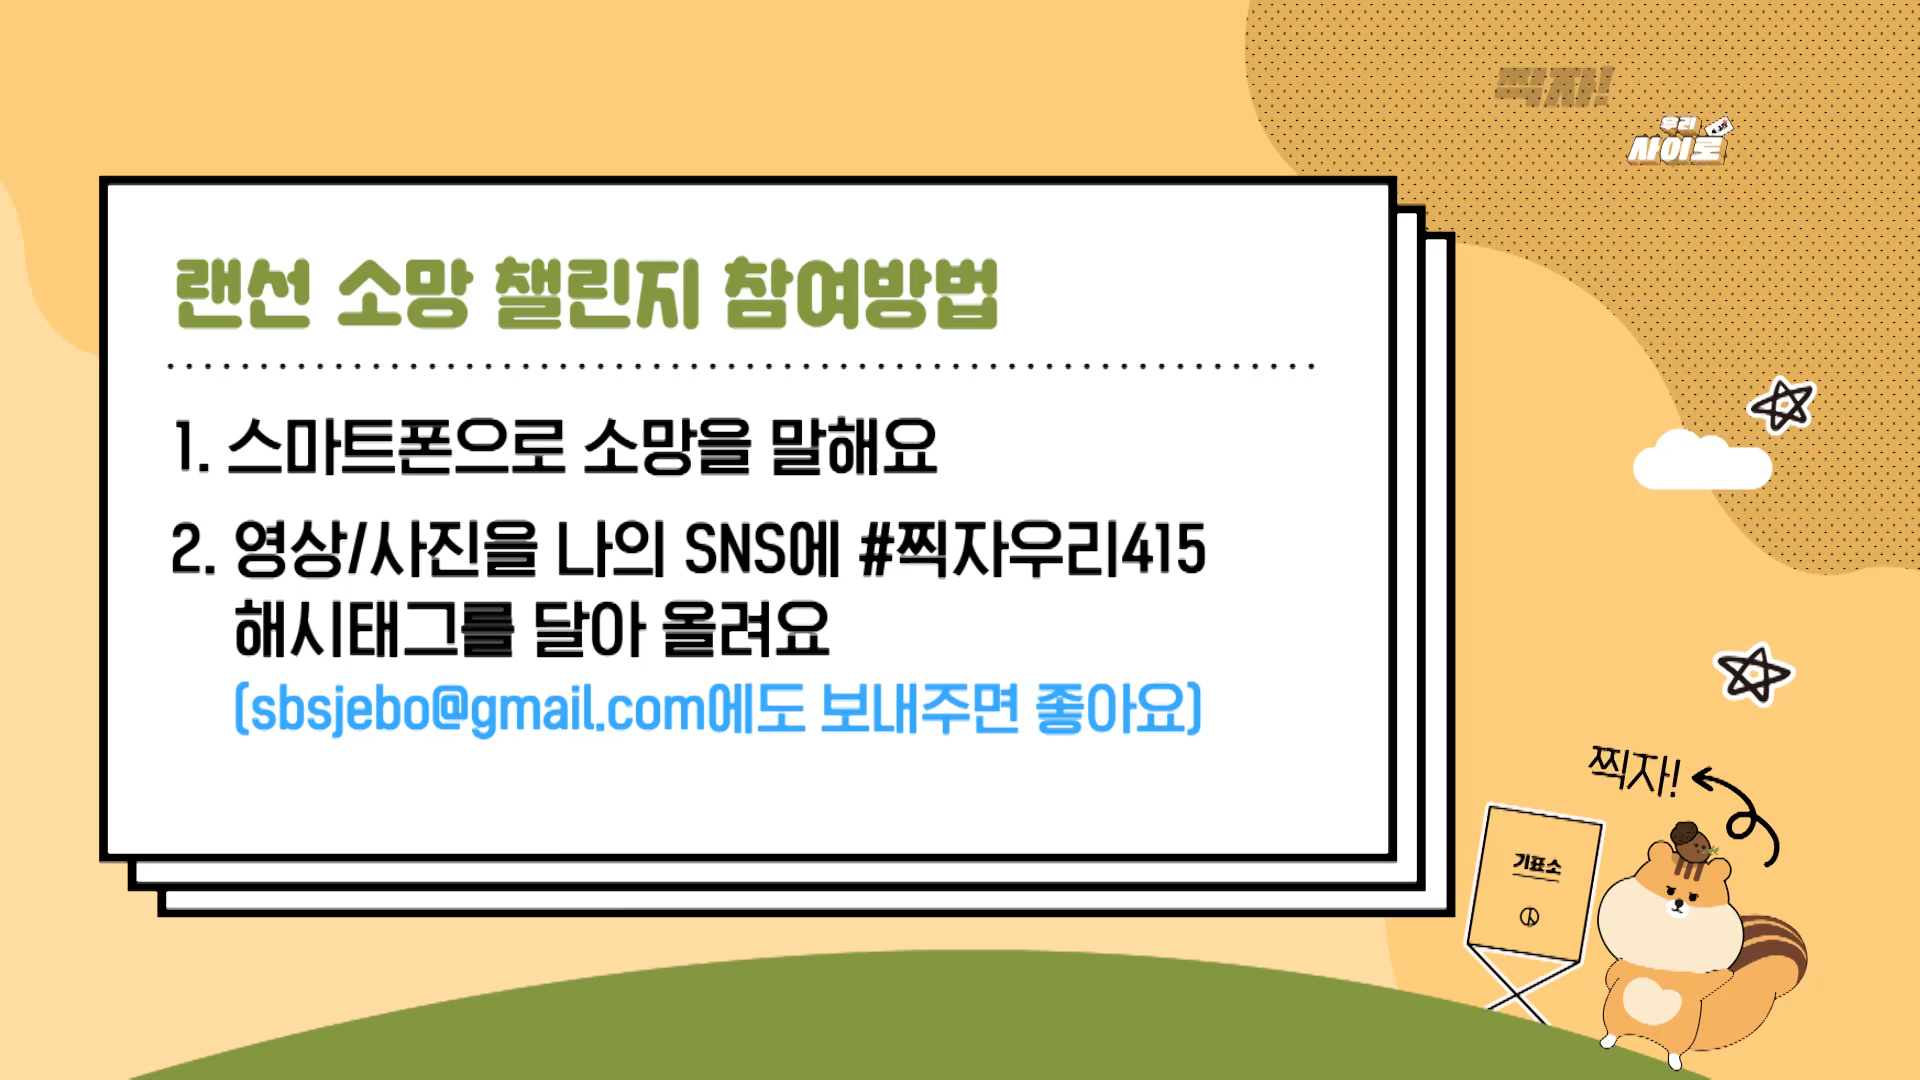 찍자!
우리
사이로
랜선 소망 챌린지 참여방법
1. 스마트폰으로 소망을 말해요
2. 영상/사진을 나의 SNS에 #찍자우리415
해시태그를 달아 올려요
(sbsjebo@gmail.com에도 보내주면 좋아요)
찍자!
기표소